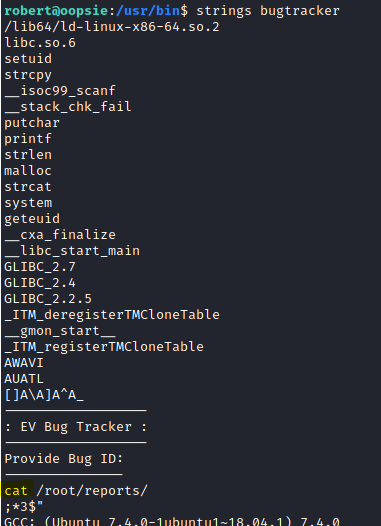 robert@oopsie:/usr/bin$ strings bugtracker
/lib64/ld-linux-x86-64.so.2
libc.so.6
setuid
strcpy
__isoc99_scanf
__stack_chk_fail
putchar
printf
strlen
malloc
strcat
system
geteuid
__cxa_finalize
__libc_start_main
GLIBC_2.7
GLIBC_2.4
GLIBC_2.2.5
_ITM_deregisterTMCloneTable
__gmon_start__
_ITM_registerTMCloneTable
AWAVI
AUATL
[]A\A]A^A_
------------------
: EV Bug Tracker :
------------------
Provide Bug ID:
---------------
cat /root/reports/
;*3$"
GCC: (Ubuntu 7.4.0-1ubuntu1~18.04.1) 7.4.0